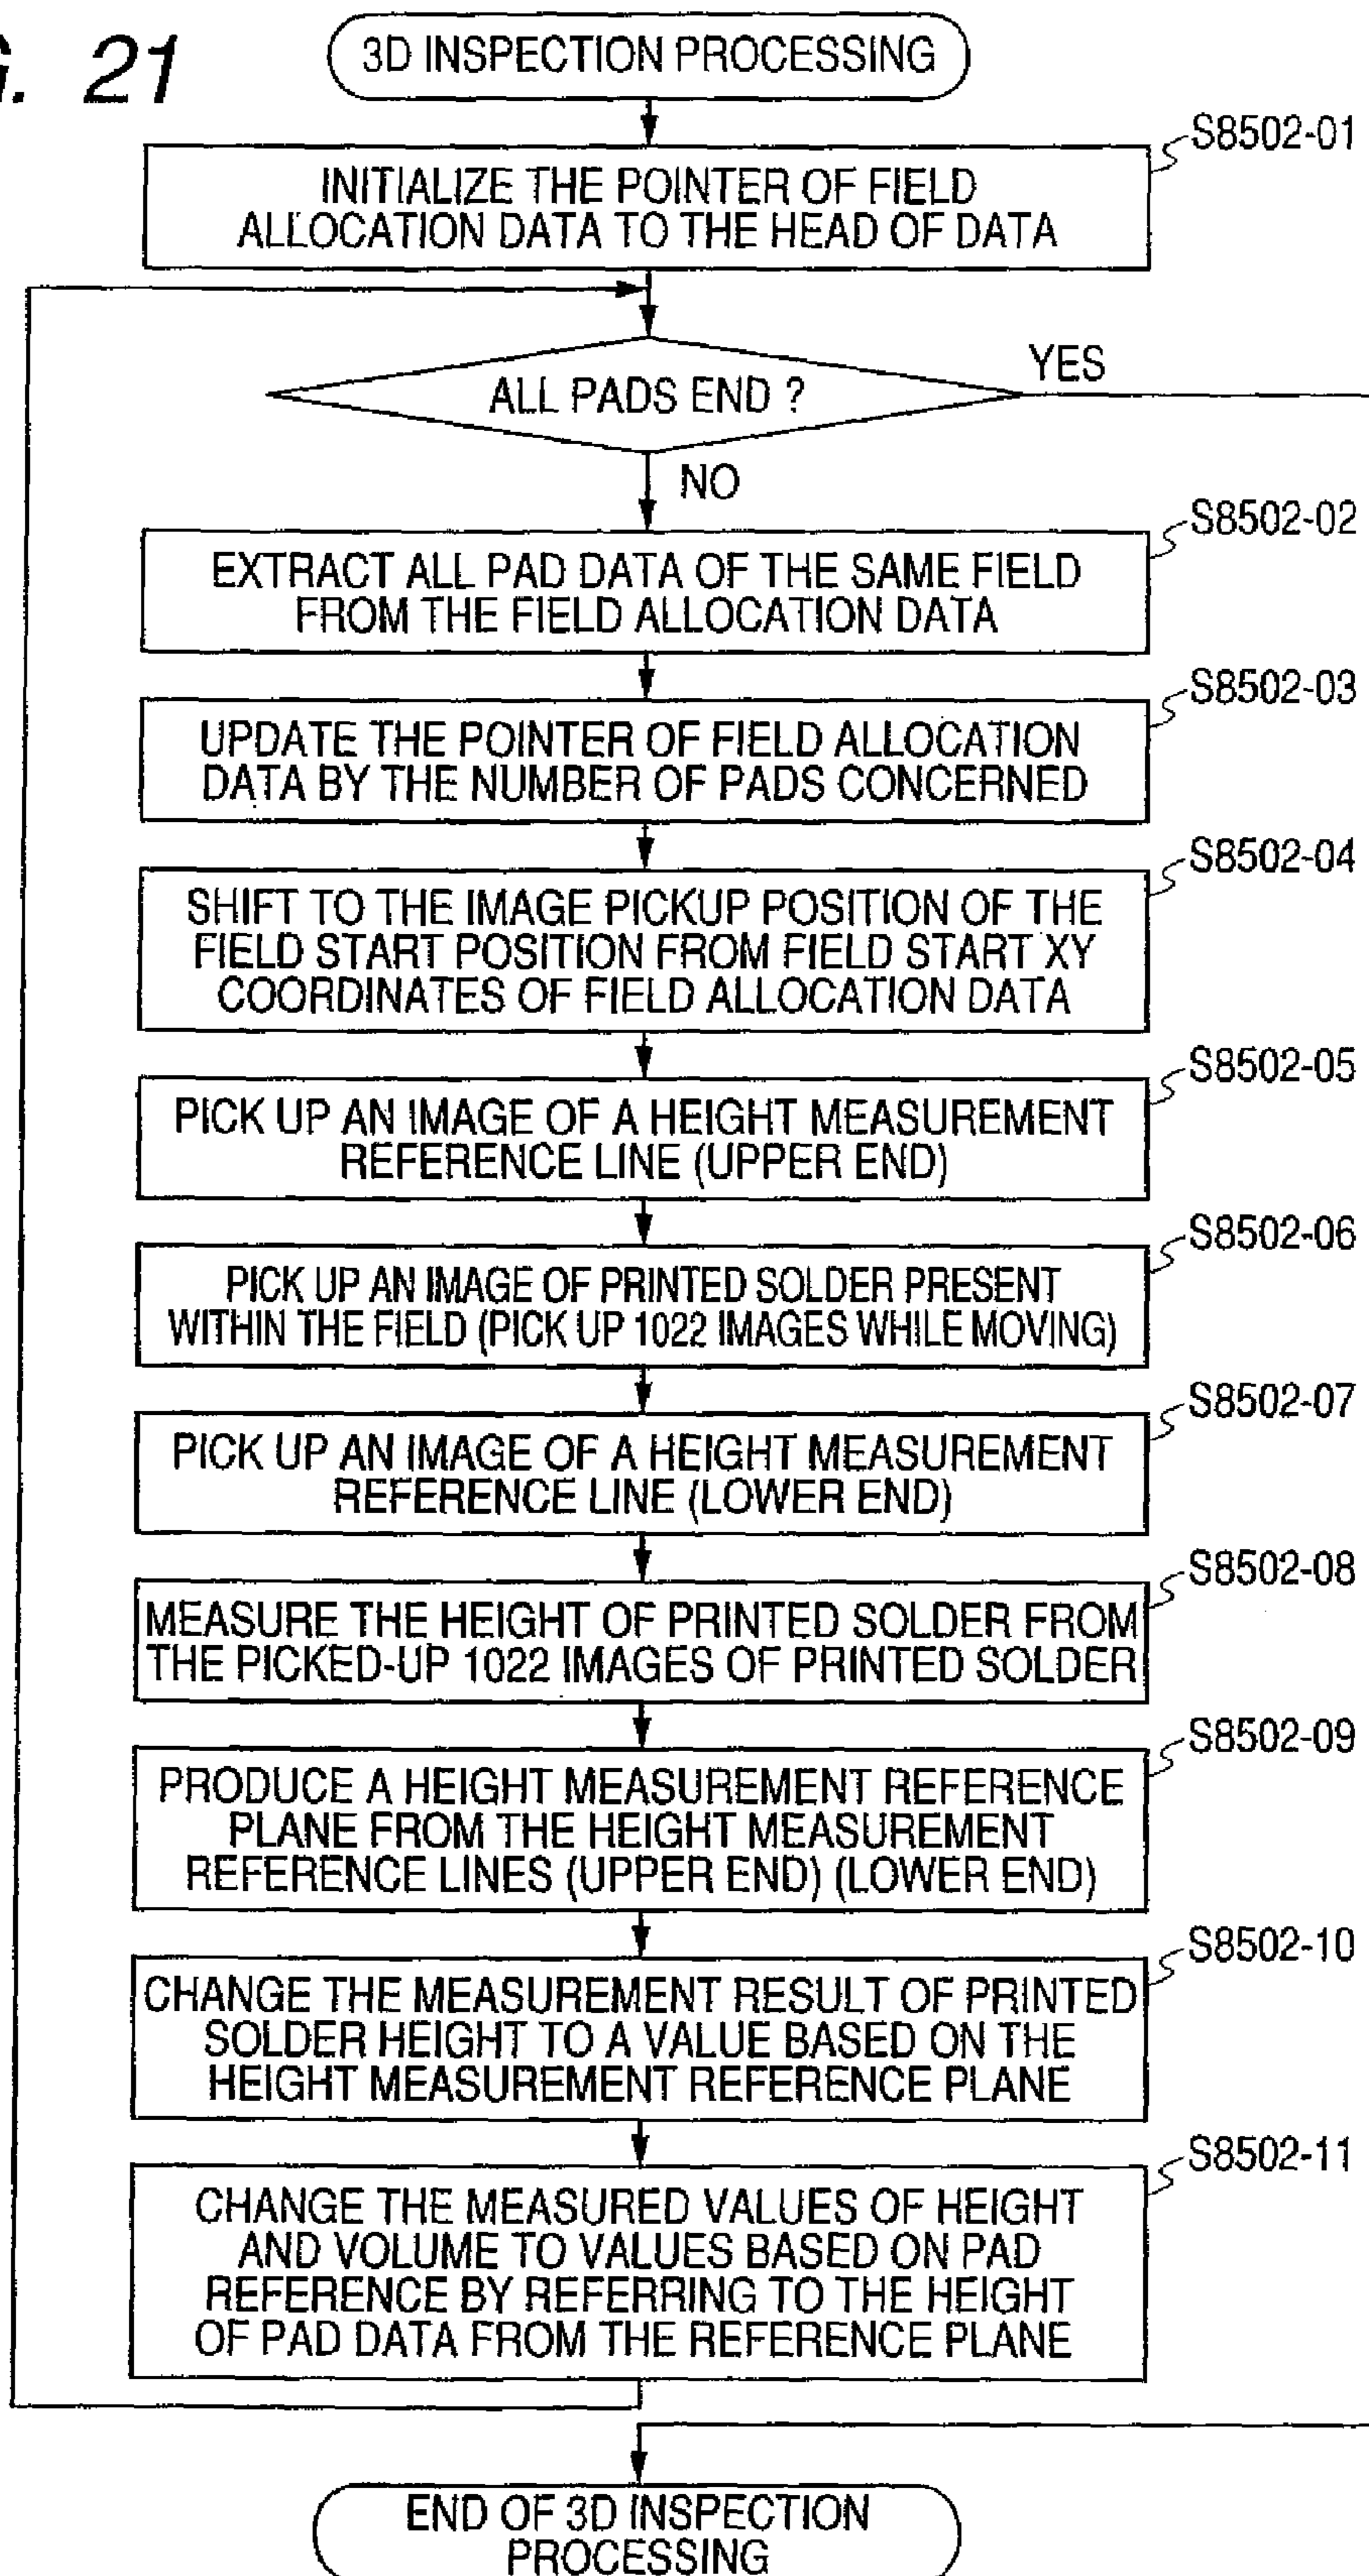 G. 21
3D INSPECTION PROCESSING
S8502-01
INITIALIZE THE POINTER OF FIELD
ALLOCATION DATA TO THE HEAD OF DATA
ALL PADS END ?
YES
NO
S8502-02
EXTRACT ALL PAD DATA OF THE SAME FIELD
FROM THE FIELD ALLOCATION DATA
S8502-03
UPDATE THE POINTER OF FIELD ALLOCATION
DATA BY THE NUMBER OF PADS CONCERNED
S8502-04
SHIFT TO THE IMAGE PICKUP POSITION OF THE
FIELD START POSITION FROM FIELD START XY
COORDINATES OF FIELD ALLOCATION DATA
S8502-05
PICK UP AN IMAGE OF A HEIGHT MEASUREMENT
REFERENCE LINE (UPPER END)
S8502-06
PICK UP AN IMAGE OF PRINTED SOLDER PRESENT
WITHIN THE FIELD (PICK UP 1022 IMAGES WHILE MOVING)
S8502-07
PICK UP AN IMAGE OF A HEIGHT MEASUREMENT
REFERENCE LINE (LOWER END)
S8502-08
MEASURE THE HEIGHT OF PRINTED SOLDER FROM
THE PICKED-UP 1022 IMAGES OF PRINTED SOLDER
S8502-09
PRODUCE A HEIGHT MEASUREMENT REFERENCE
PLANE FROM THE HEIGHT MEASUREMENT
REFERENCE LINES (UPPER END) (LOWER END)
S8502-10
CHANGE THE MEASUREMENT RESULT OF PRINTED
SOLDER HEIGHT TO A VALUE BASED ON THE
HEIGHT MEASUREMENT REFERENCE PLANE
S8502-11
CHANGE THE MEASURED VALUES OF HEIGHT
AND VOLUME TO VALUES BASED ON PAD
REFERENCE BY REFERRING TO THE HEIGHT
OF PAD DATA FROM THE REFERENCE PLANE
END OF 3D INSPECTION
PROCESSING